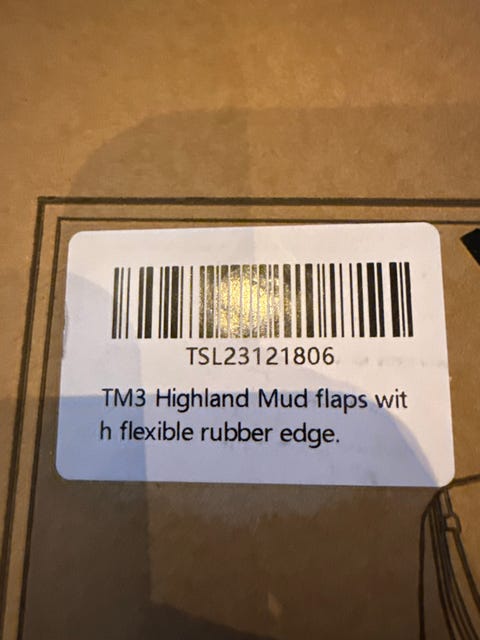 TSL23121806
TM3 Highland Mud flaps wit
h flexible rubber edge.